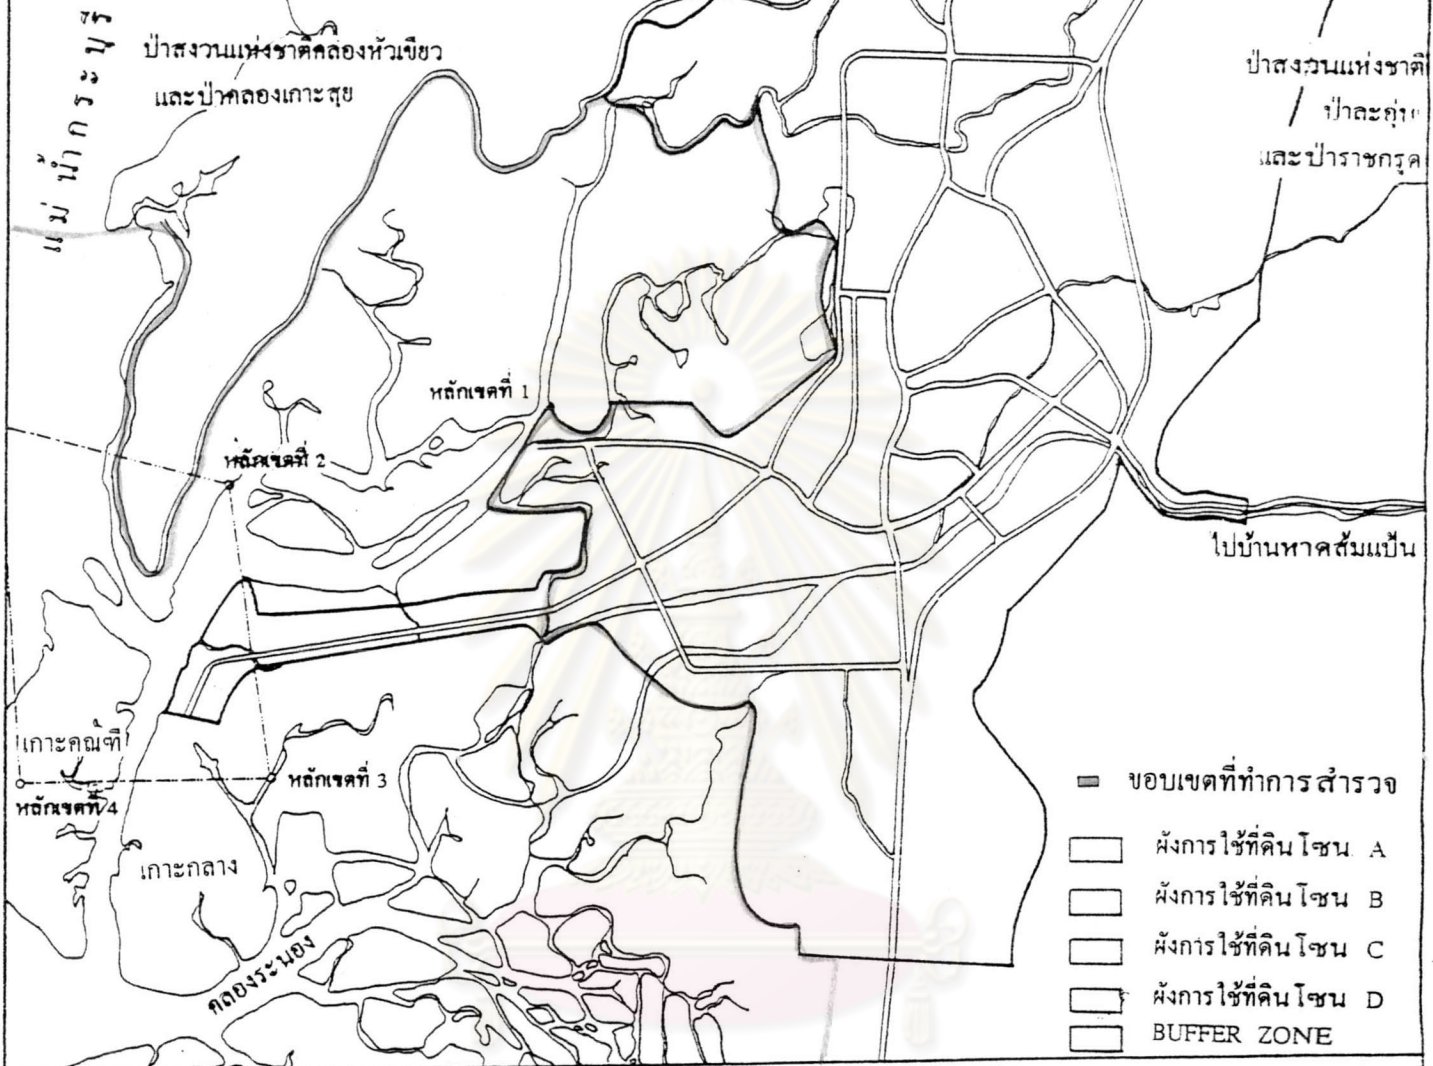 แม่น้ำกระบุรี
ป่าสงวนแห่งชาติคลองหัวเขียว
และป่าคลองเกาะสุย
ป่าสงวนแห่งชาติ
ป่าละอุ่น
และป่าราชกรูด
หลักเขตที่ 1
หลักเขตที่ 2
ไปบ้านหาดส้มแป้น
เกาะคณฑี
หลักเขตที่ 3
หลักเขตที่ 4
เกาะกลาง
คลองระนอง
ขอบเขตที่ทำการสำรวจ
ผังการใช้ที่ดินโซน A
ผังการใช้ที่ดินโซน B
ผังการใช้ที่ดินโซน C
ผังการใช้ที่ดินโซน D
BUFFER ZONE